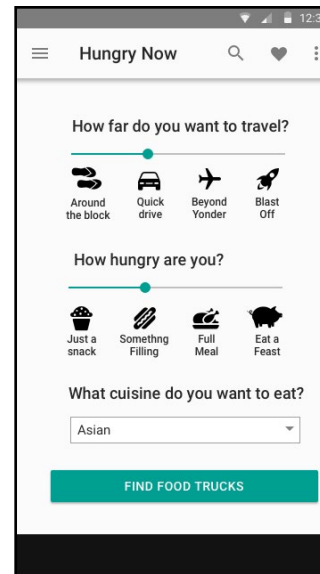 12:3
Hungry Now
How far do you want to travel?
Around the block
Quick drive
Beyond Yonder
Blast Off
How hungry are you?
Just a snack
Somethng Filling
Full Meal
Eat a Feast
What cuisine do you want to eat?
Asian
FIND FOOD TRUCKS